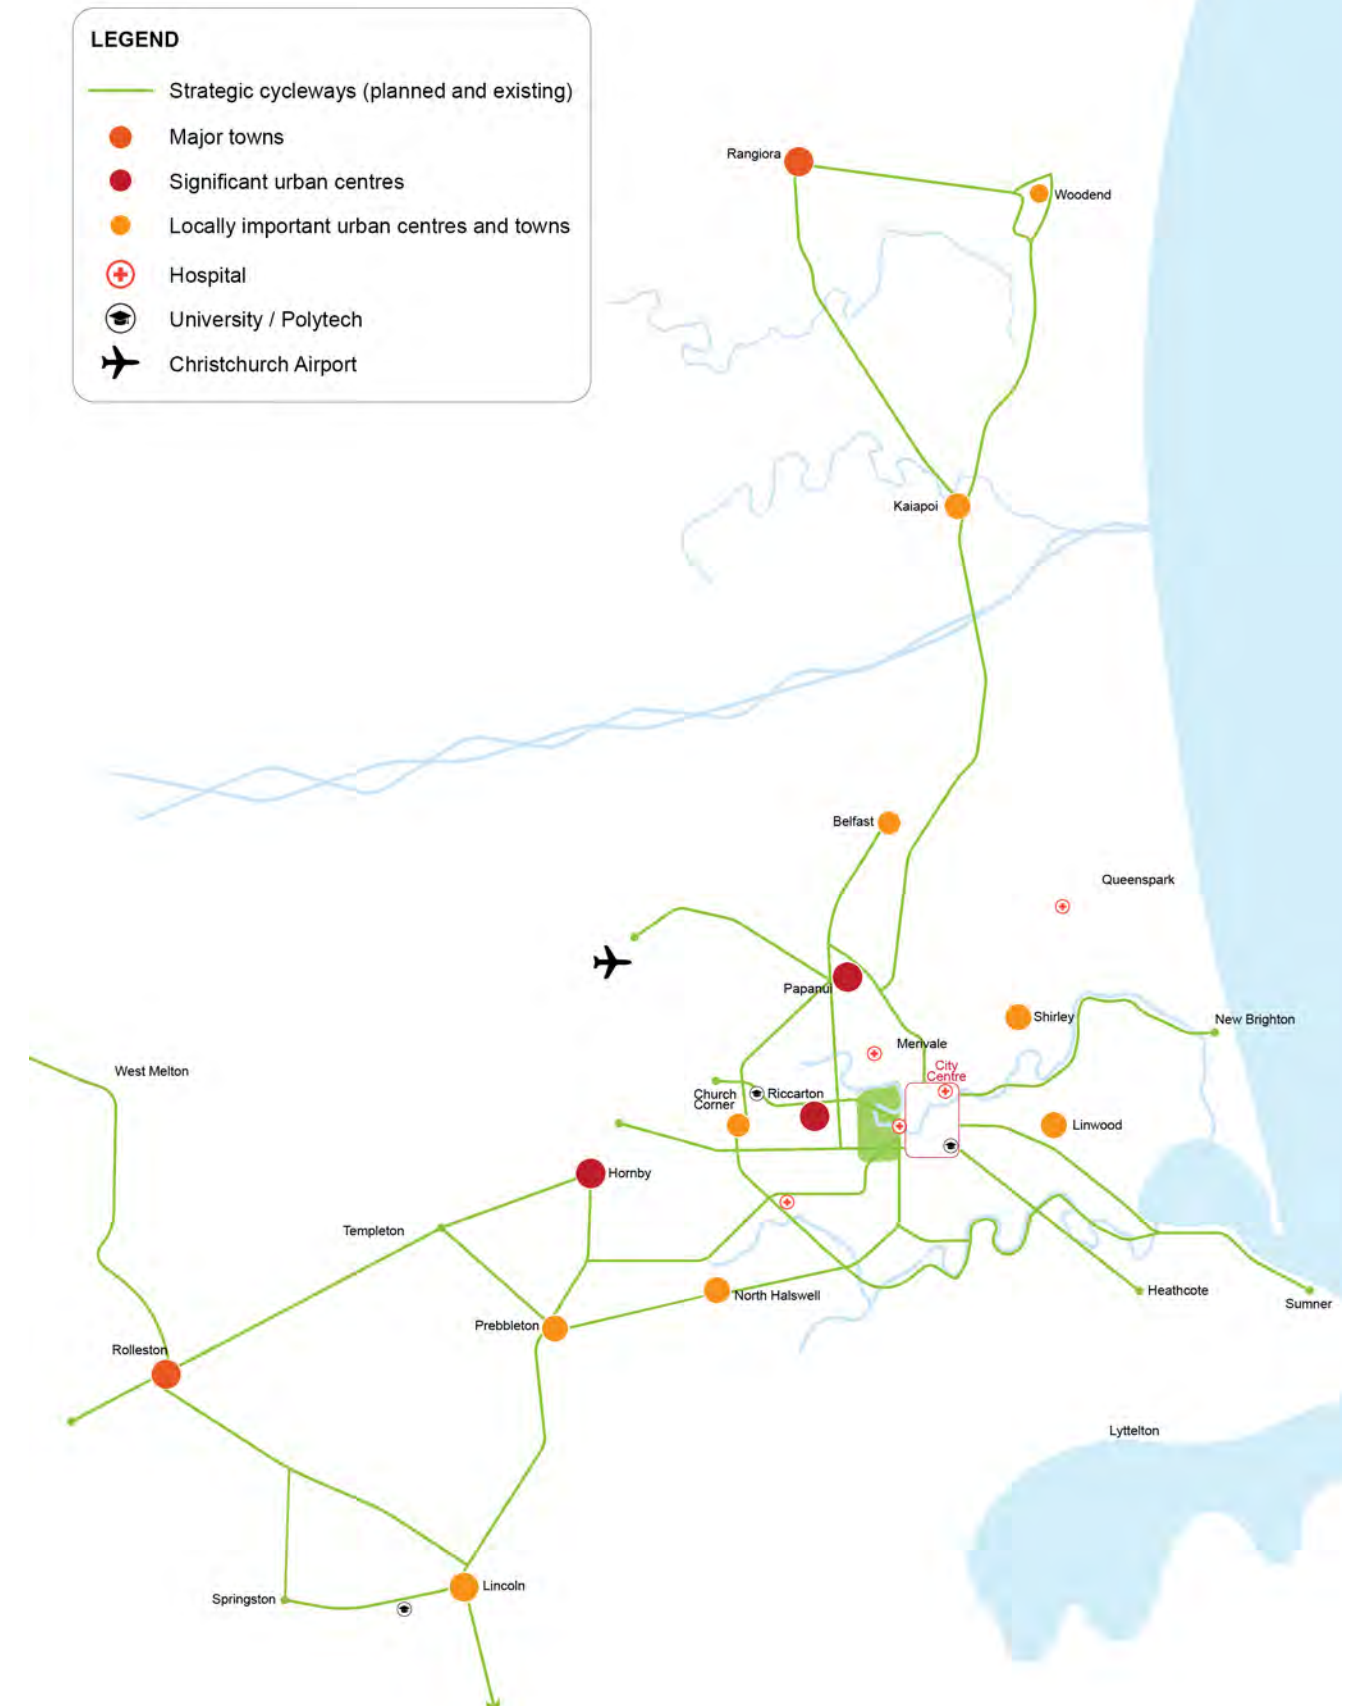 LEGEND
Strategic cycleways (planned and existing)
Major towns
Significant urban centres
Locally important urban centres and towns
Hospital
University / Polytech
Christchurch Airport
Rangiora
Woodend
Kaiapoi
Belfast
Queenspark
Papanui
Shirley
New Brighton
Merivale
City
Centre
West Melton
Church
Corner
Riccarton
Linwood
Hornby
Templeton
North Halswell
Heathcote
Sumner
Prebbleton
Rolleston
Lyttelton
Lincoln
Springston